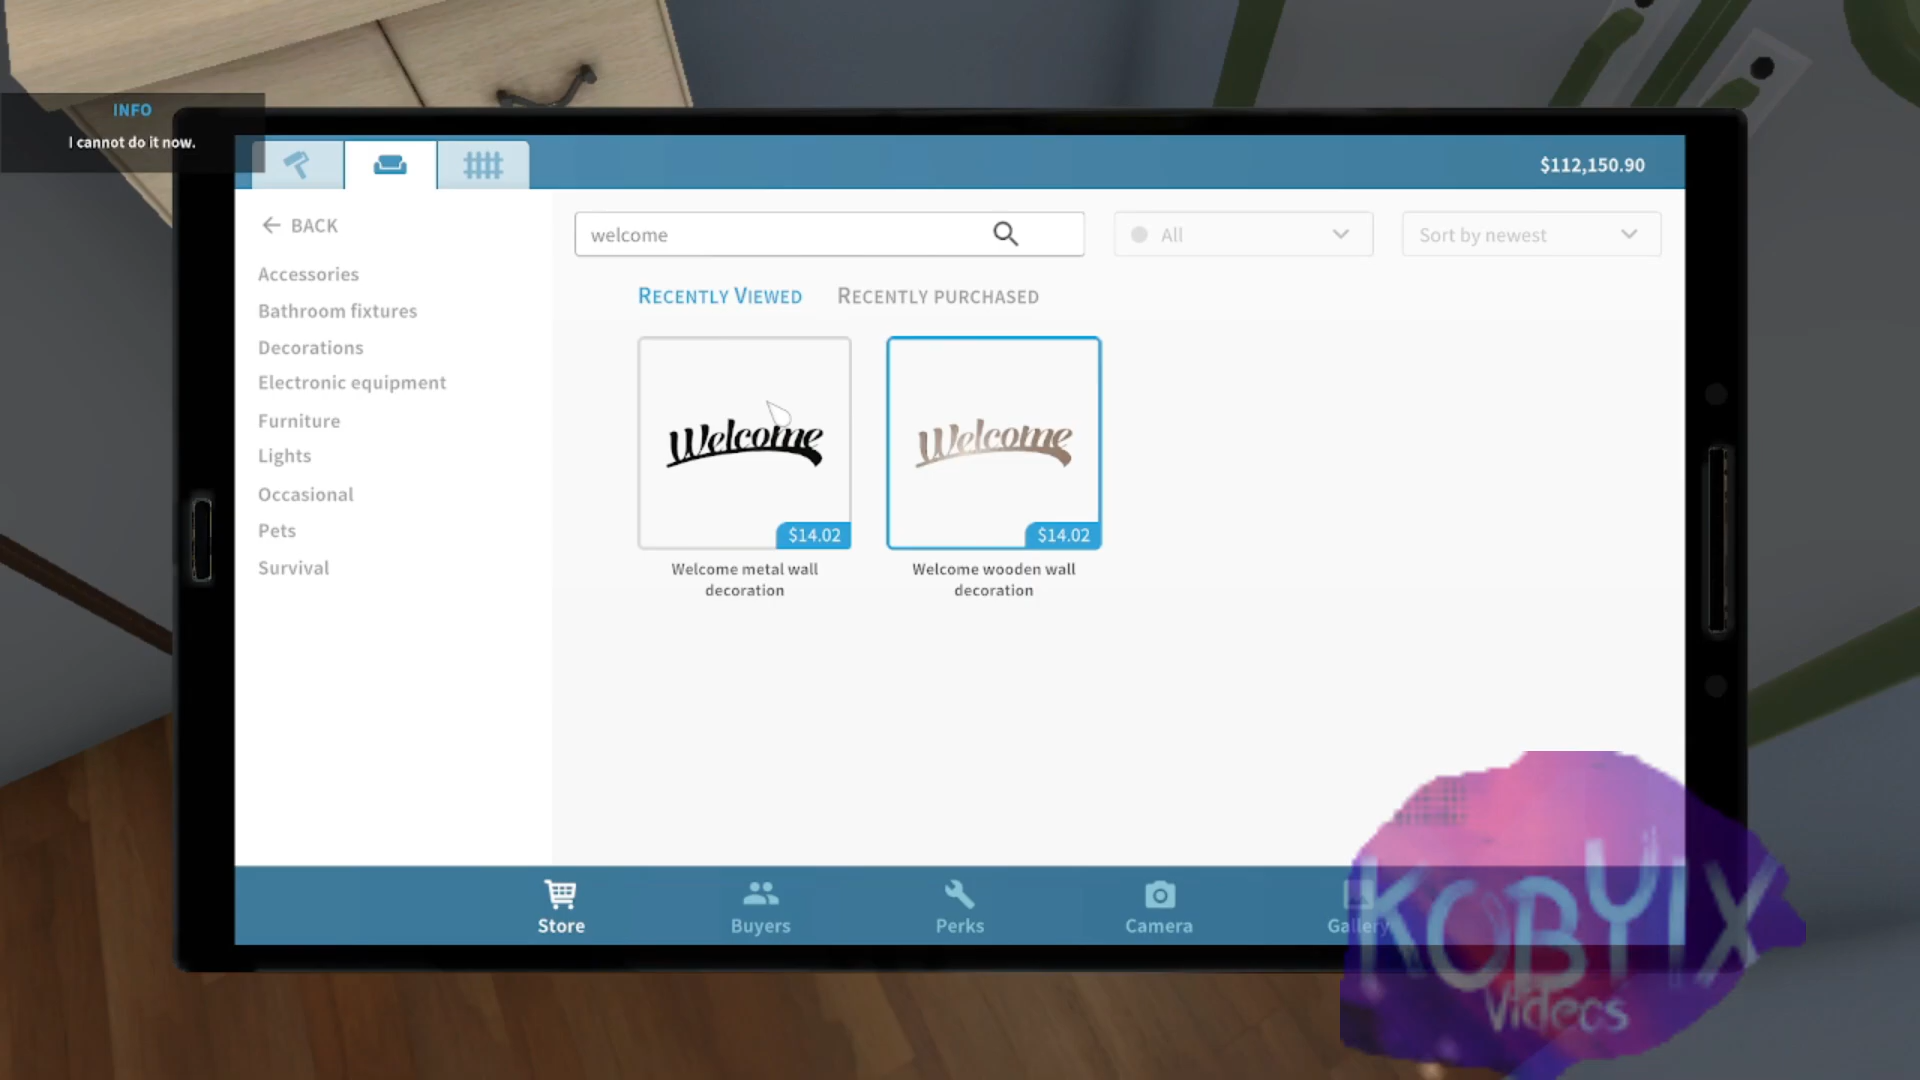 INFO
I cannot do it now.
$112,150.90
BACK
Accessories
Bathroom fixtures
Decorations
Electronic equipment
Furniture
Lights
Occasional
Pets
Survival
welcome
All
Sort by newest
RECENTLY VIEWED
RECENTLY PURCHASED
Welcome
$14.02
Welcome metal wall
decoration
Welcome
$14.02
Welcome wooden wall
decoration
Store
Buyers
Perks
Camera
Gallery
KOBYIX
Videos